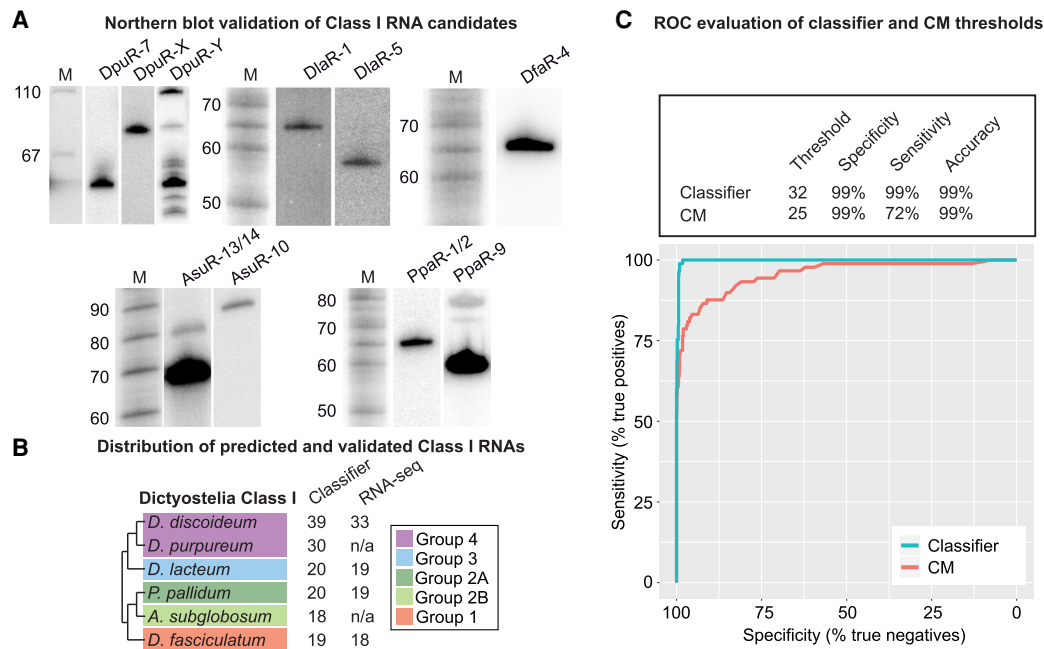 A
Northern blot validation of Class I RNA candidates
M DpuR-7 DpuR-X DpuR-Y
110
67
M DlaR-1 DlaR-5
70
60
50
M DfaR-4
70
60
M AsuR-13/14 AsuR-10
90
80
70
60
M PpaR-1/2 PpaR-9
80
70
60
50
B
Distribution of predicted and validated Class I RNAs
Dictyostelia Class I Classifier RNA-seq
D. discoideum 39 33
D. purpureum 30 n/a
D. lacteum 20 19
P. pallidum 20 19
A. subglobosum 18 n/a
D. fasciculatum 19 18
Group 4
Group 3
Group 2A
Group 2B
Group 1
C
ROC evaluation of classifier and CM thresholds
Threshold Specificity Sensitivity Accuracy
Classifier 32 99% 99% 99%
CM 25 99% 72% 99%
Sensitivity (% true positives)
100
75
50
25
0
Classifier
CM
100 75 50 25 0
Specificity (% true negatives)